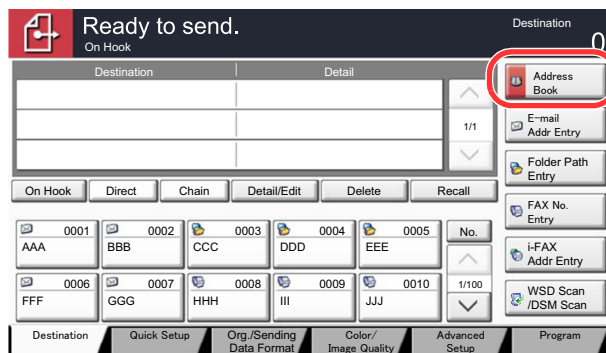 Ready to send.
On Hook
Destination
0
Destination Detail
1/1
Address
Book
E-mail
Addr Entry
Folder Path
Entry
FAX No.
Entry
i-FAX
Addr Entry
WSD Scan
/DSM Scan
On Hook Direct Chain Detail/Edit Delete Recall
0001 0002 0003 0004 0005 No.
AAA BBB CCC DDD EEE
0006 0007 0008 0009 0010 1/100
FFF GGG HHH III JJJ
Destination Quick Setup Org./Sending
Data Format Color/
Image Quality Advanced
Setup Program